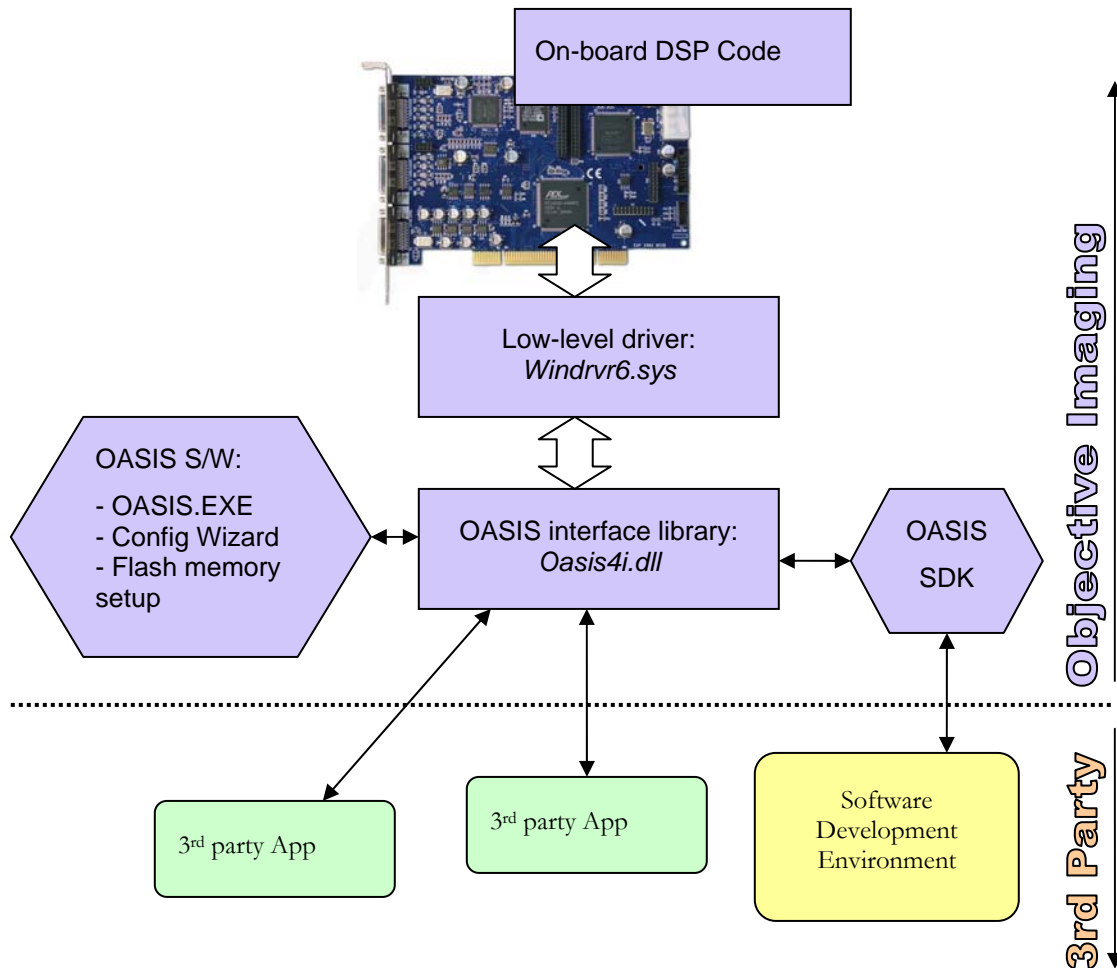 On-board DSP Code
Low-level driver:
Windrvr6.sys
OASIS S/W:
- OASIS.EXE
- Config Wizard
- Flash memory
setup
OASIS interface library:
Oasis4i.dll
OASIS
SDK
Objective Imaging
3rd party App
3rd party App
Software
Development
Environment
3rd Party